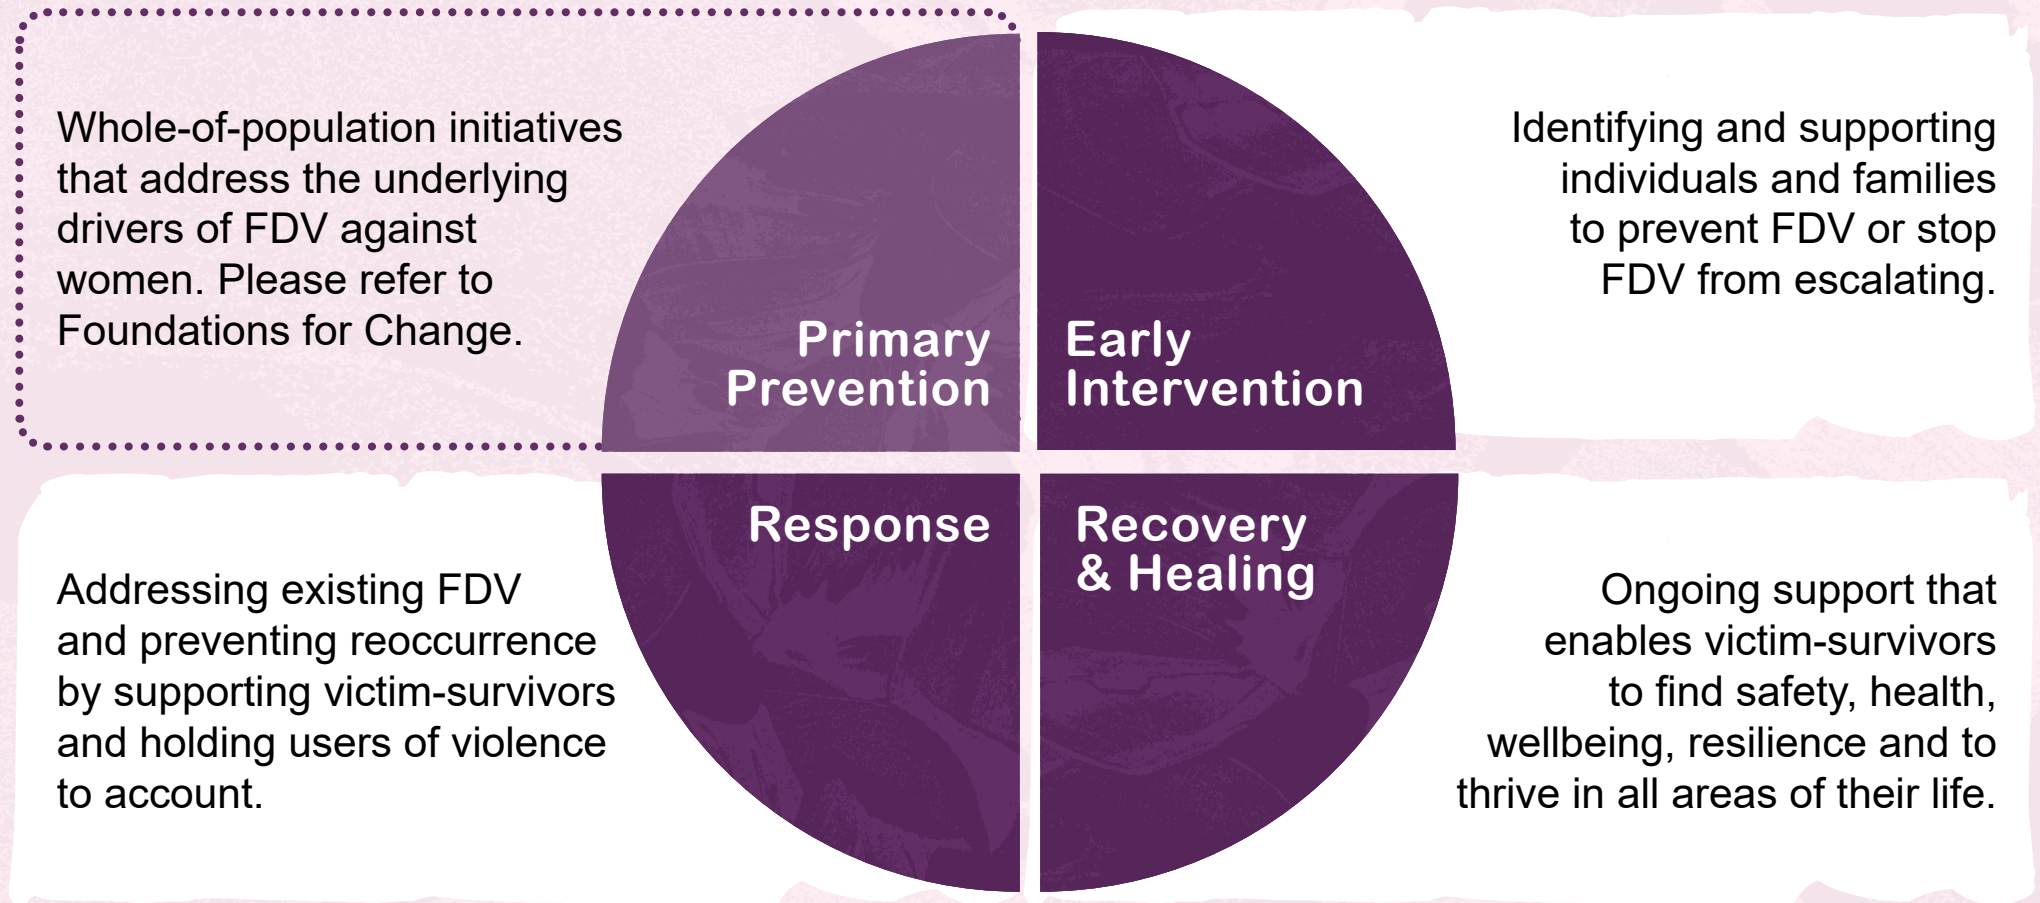 Whole-of-population initiatives
that address the underlying
drivers of FDV against
women. Please refer to
Foundations for Change.
Primary
Prevention
Early
Intervention
Identifying and supporting
individuals and families
to prevent FDV or stop
FDV from escalating.
Addressing existing FDV
and preventing reoccurrence
by supporting victim-survivors
and holding users of violence
to account.
Response
Recovery
& Healing
Ongoing support that
enables victim-survivors
to find safety, health,
wellbeing, resilience and to
thrive in all areas of their life.